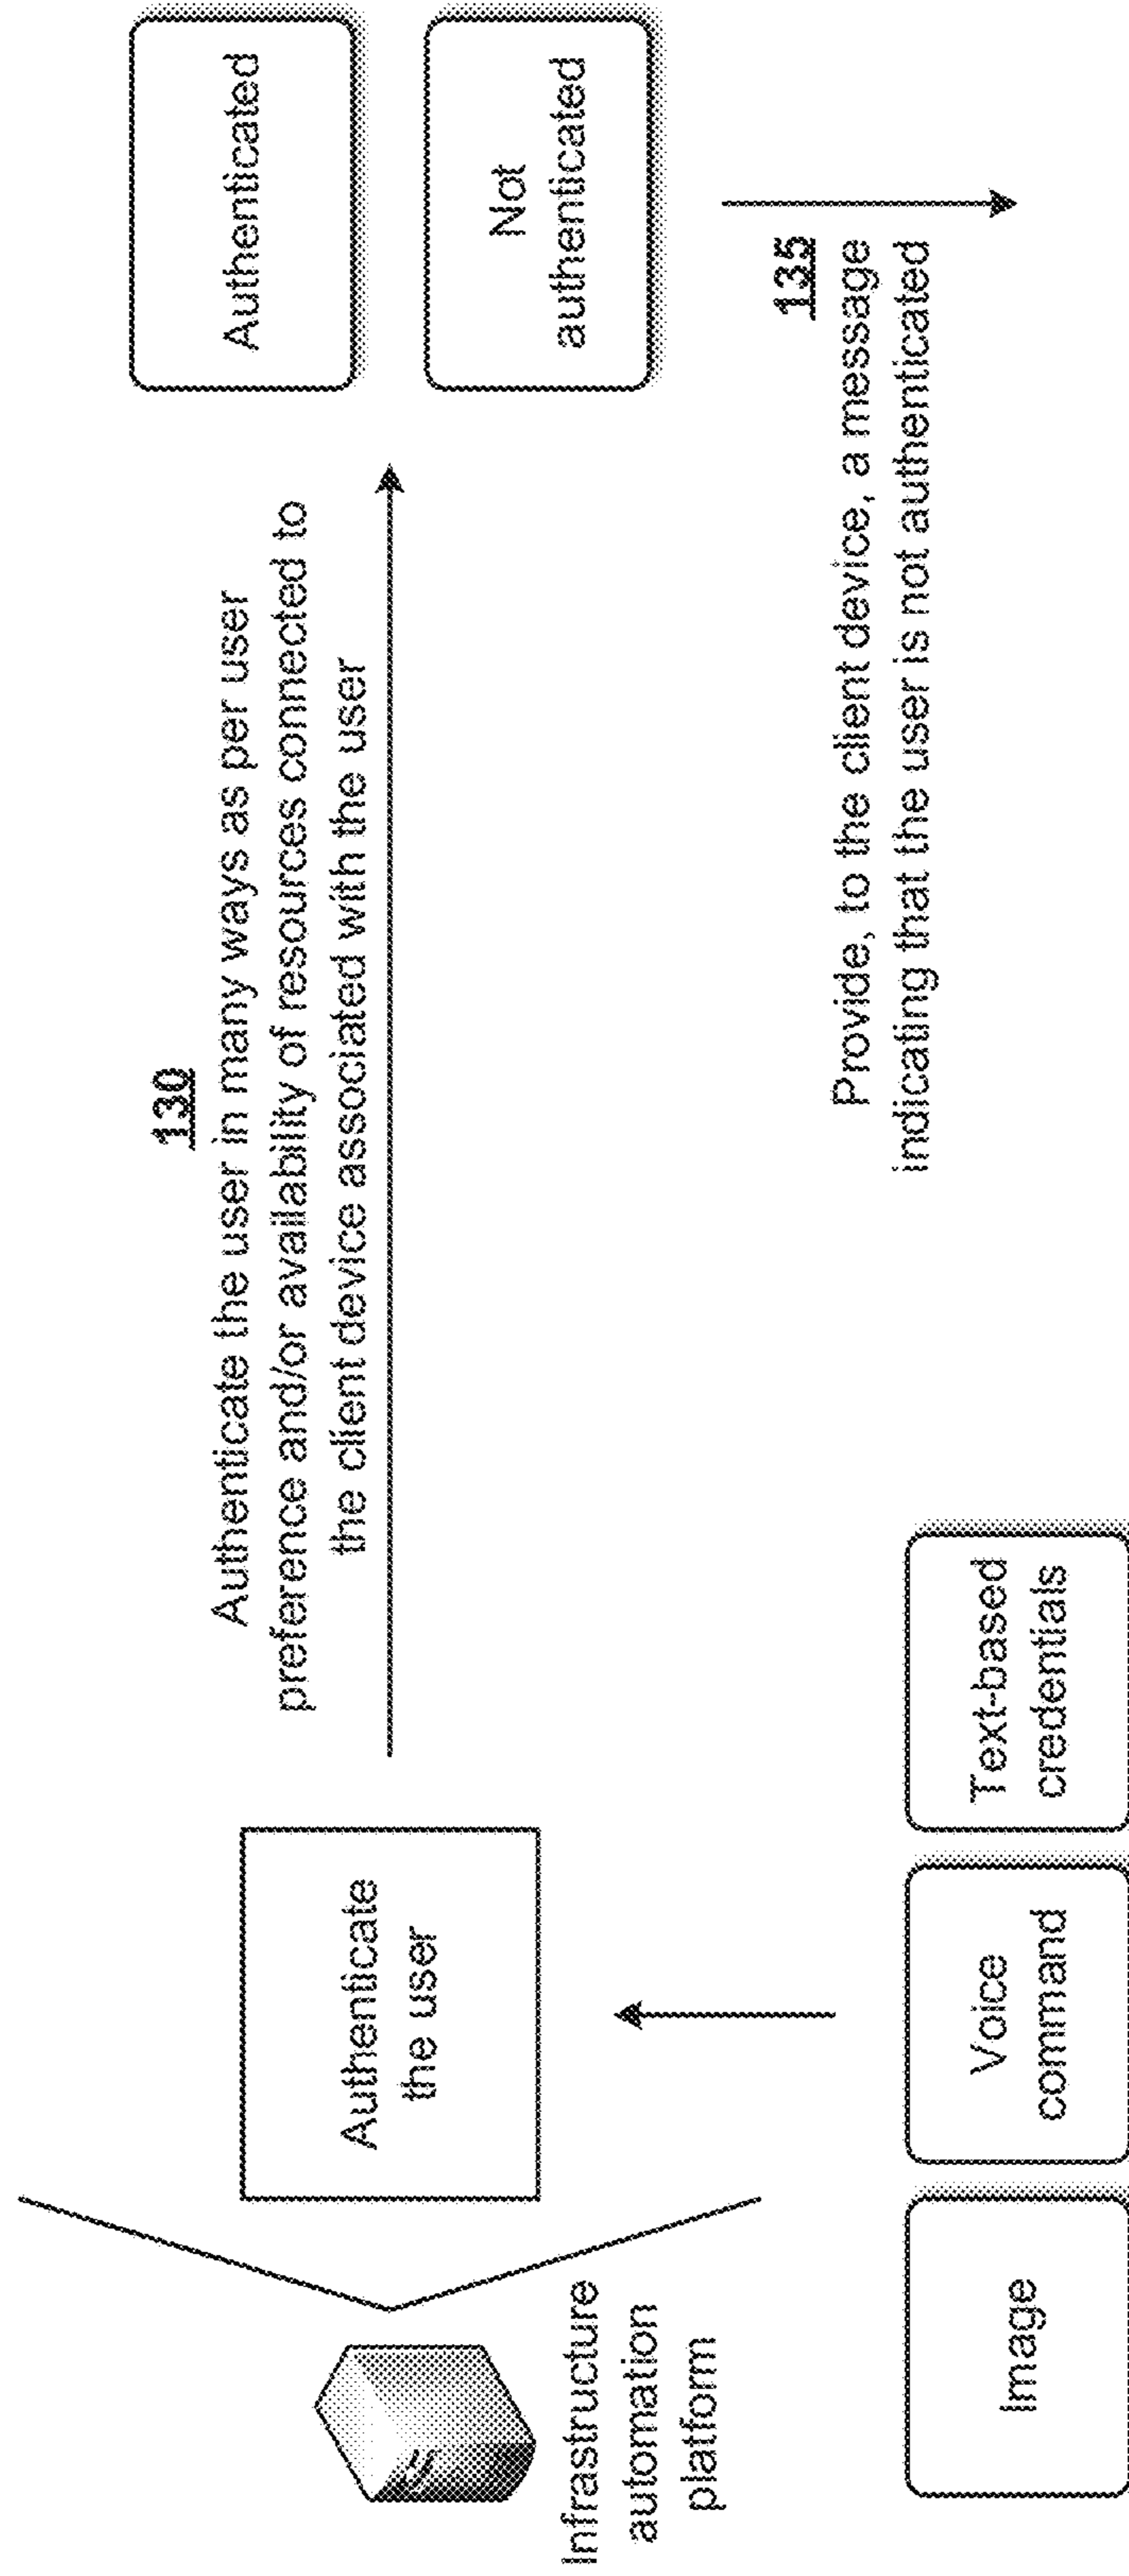 Infrastructure
automation
platform
Authenticate
the user
130
Authenticate the user in many ways as per user
preference and/or availability of resources connected to
the client device associated with the user
Authenticated
Not
authenticated
135
Provide, to the client device, a message
indicating that the user is not authenticated
Image
Voice
command
Text-based
credentials